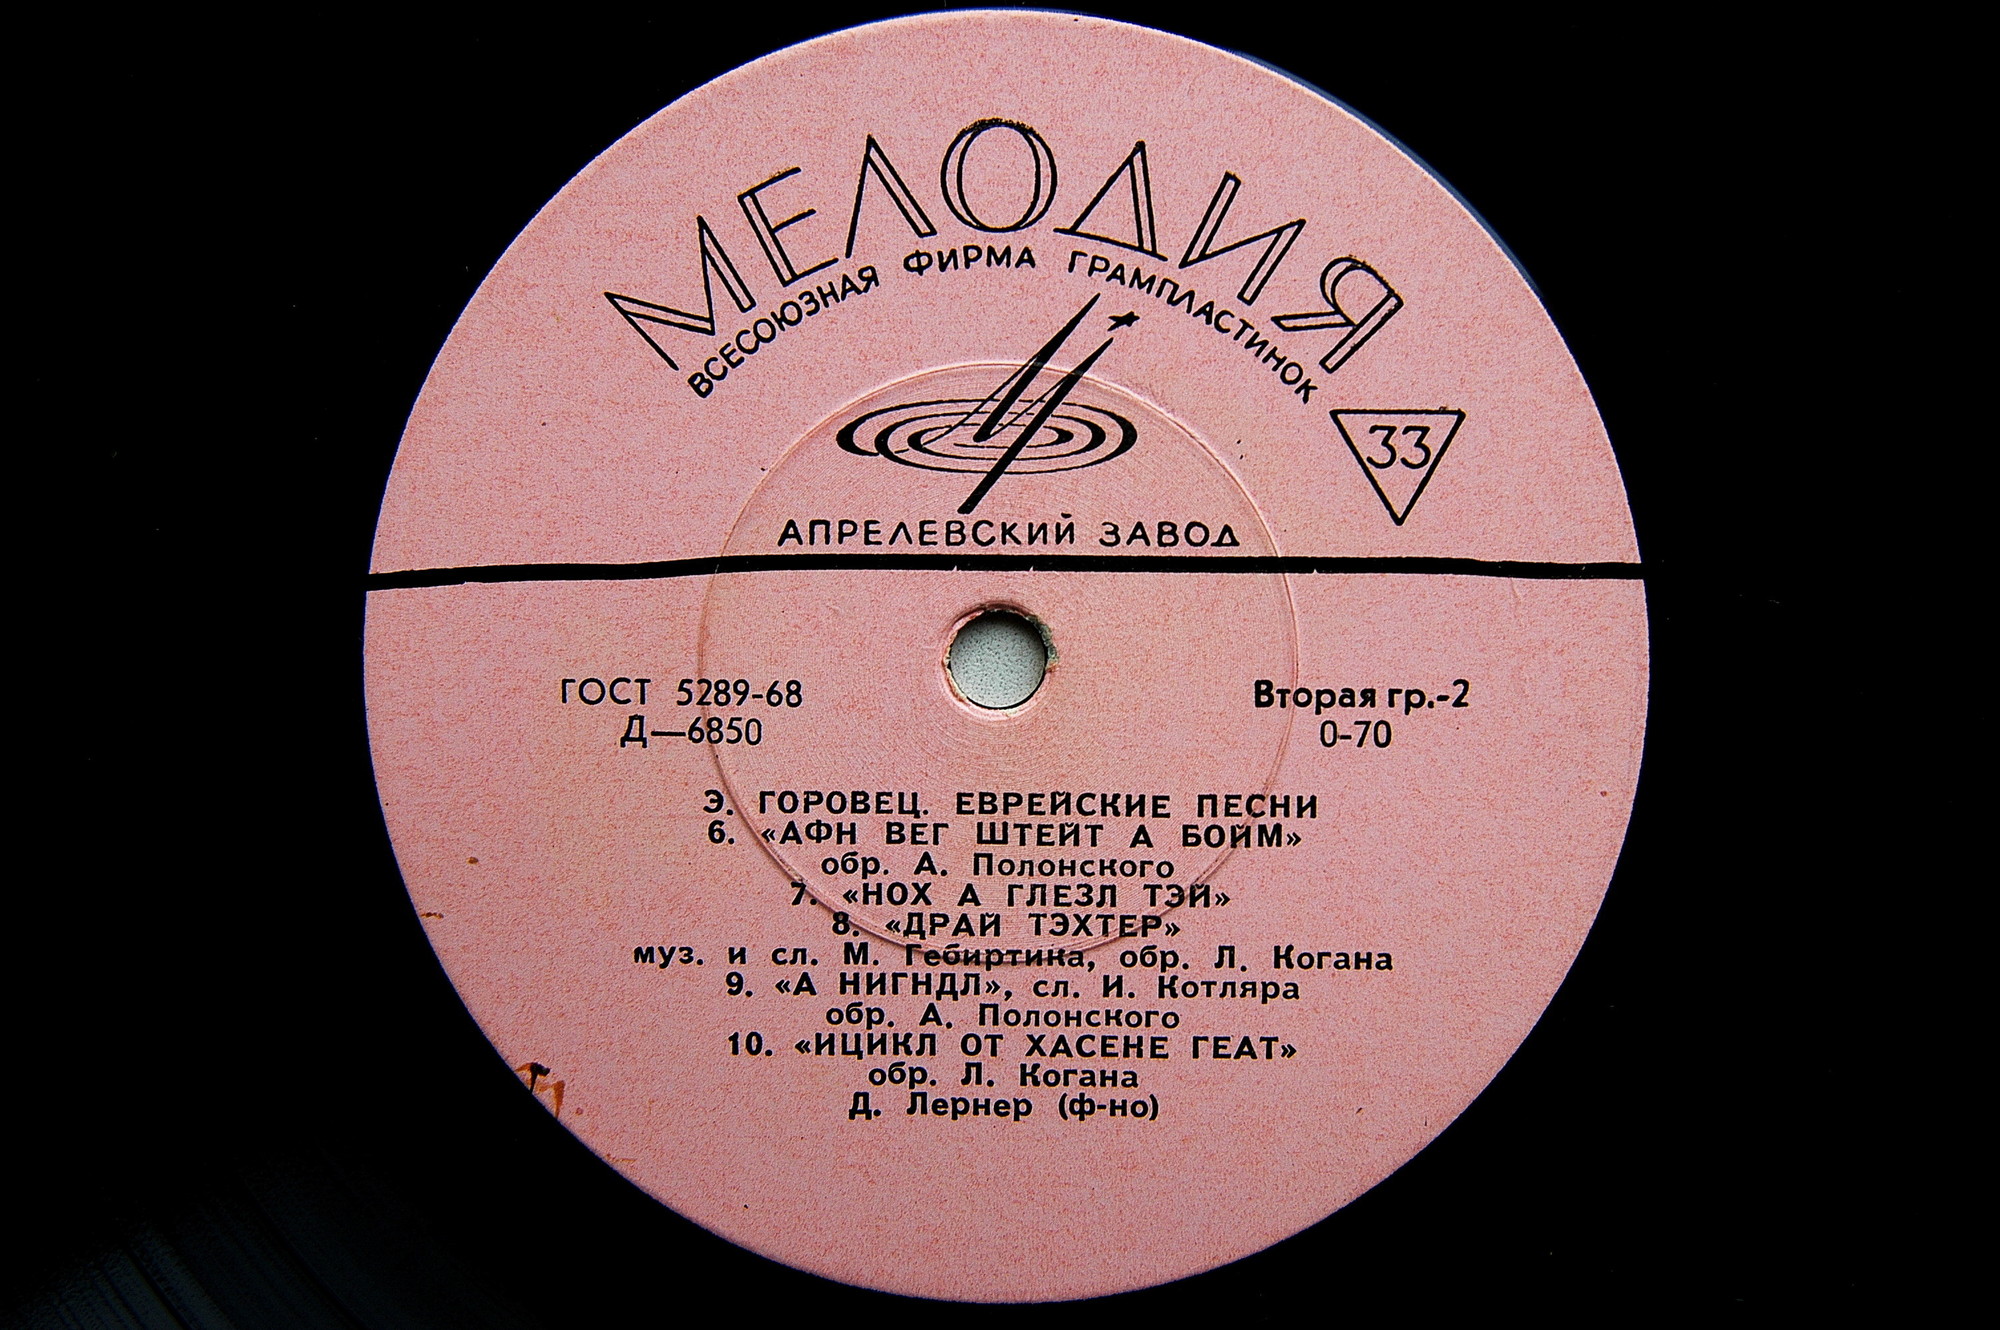 МЕЛОДИЯ
ВСЕСОЮЗНАЯ ФИРМА ГРАМПЛАСТИНОК
33
АПРЕЛЕВСКИЙ ЗАВОД
ГОСТ 5289-68
Д—6850
Вторая гр.-2
0-70
Э. ГОРОВЕЦ. ЕВРЕЙСКИЕ ПЕСНИ
6. «АФН ВЕГ ШТЕЙТ А БОЙМ»
обр. А. Полонского
7. «НОХ А ГЛЕЗЛ ТЭЙ»
8. «ДРАЙ ТЭХТЕР»
муз. и сл. М. Гебиртика, обр. Л. Когана
9. «А НИГНДЛ», сл. И. Котляра
обр. А. Полонского
10. «ИЦИКЛ ОТ ХАСЕНЕ ГЕАТ»
обр. Л. Когана
Д. Лернер (ф-но)